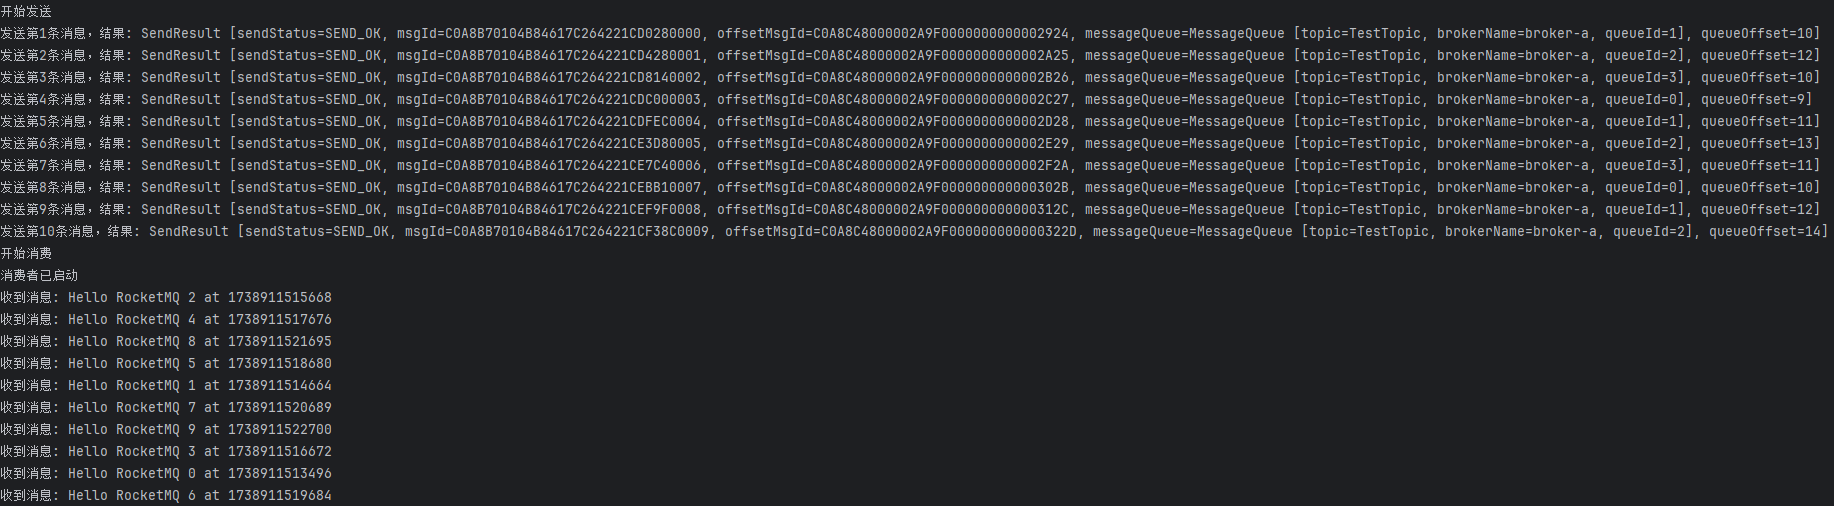 开始发送
发送第1条消息，结果: SendResult [sendStatus=SEND_OK, msgId=C0A8B70104B84617C264221CD0280000, offsetMsgId=C0A8C48000002A9F0000000000002924, messageQueue=MessageQueue [topic=TestTopic, brokerName=broker-a, queueId=1], queueOffset=10]
发送第2条消息，结果: SendResult [sendStatus=SEND_OK, msgId=C0A8B70104B84617C264221CD4280001, offsetMsgId=C0A8C48000002A9F0000000000002A25, messageQueue=MessageQueue [topic=TestTopic, brokerName=broker-a, queueId=2], queueOffset=12]
发送第3条消息，结果: SendResult [sendStatus=SEND_OK, msgId=C0A8B70104B84617C264221CD8140002, offsetMsgId=C0A8C48000002A9F0000000000002B26, messageQueue=MessageQueue [topic=TestTopic, brokerName=broker-a, queueId=3], queueOffset=10]
发送第4条消息，结果: SendResult [sendStatus=SEND_OK, msgId=C0A8B70104B84617C264221CDC000003, offsetMsgId=C0A8C48000002A9F0000000000002C27, messageQueue=MessageQueue [topic=TestTopic, brokerName=broker-a, queueId=0], queueOffset=9]
发送第5条消息，结果: SendResult [sendStatus=SEND_OK, msgId=C0A8B70104B84617C264221CDFEC0004, offsetMsgId=C0A8C48000002A9F0000000000002D28, messageQueue=MessageQueue [topic=TestTopic, brokerName=broker-a, queueId=1], queueOffset=11]
发送第6条消息，结果: SendResult [sendStatus=SEND_OK, msgId=C0A8B70104B84617C264221CE3D80005, offsetMsgId=C0A8C48000002A9F0000000000002E29, messageQueue=MessageQueue [topic=TestTopic, brokerName=broker-a, queueId=2], queueOffset=13]
发送第7条消息，结果: SendResult [sendStatus=SEND_OK, msgId=C0A8B70104B84617C264221CE7C40006, offsetMsgId=C0A8C48000002A9F0000000000002F2A, messageQueue=MessageQueue [topic=TestTopic, brokerName=broker-a, queueId=3], queueOffset=11]
发送第8条消息，结果: SendResult [sendStatus=SEND_OK, msgId=C0A8B70104B84617C264221CEBB10007, offsetMsgId=C0A8C48000002A9F000000000000302B, messageQueue=MessageQueue [topic=TestTopic, brokerName=broker-a, queueId=0], queueOffset=10]
发送第9条消息，结果: SendResult [sendStatus=SEND_OK, msgId=C0A8B70104B84617C264221CEF9F0008, offsetMsgId=C0A8C48000002A9F000000000000312C, messageQueue=MessageQueue [topic=TestTopic, brokerName=broker-a, queueId=1], queueOffset=12]
发送第10条消息，结果: SendResult [sendStatus=SEND_OK, msgId=C0A8B70104B84617C264221CF38C0009, offsetMsgId=C0A8C48000002A9F000000000000322D, messageQueue=MessageQueue [topic=TestTopic, brokerName=broker-a, queueId=2], queueOffset=14]
开始消费
消费者已启动
收到消息: Hello RocketMQ 2 at 1738911515668
收到消息: Hello RocketMQ 4 at 1738911517676
收到消息: Hello RocketMQ 8 at 1738911521695
收到消息: Hello RocketMQ 5 at 1738911518680
收到消息: Hello RocketMQ 1 at 1738911514664
收到消息: Hello RocketMQ 7 at 1738911520689
收到消息: Hello RocketMQ 9 at 1738911522700
收到消息: Hello RocketMQ 3 at 1738911516672
收到消息: Hello RocketMQ 0 at 1738911513496
收到消息: Hello RocketMQ 6 at 1738911519684